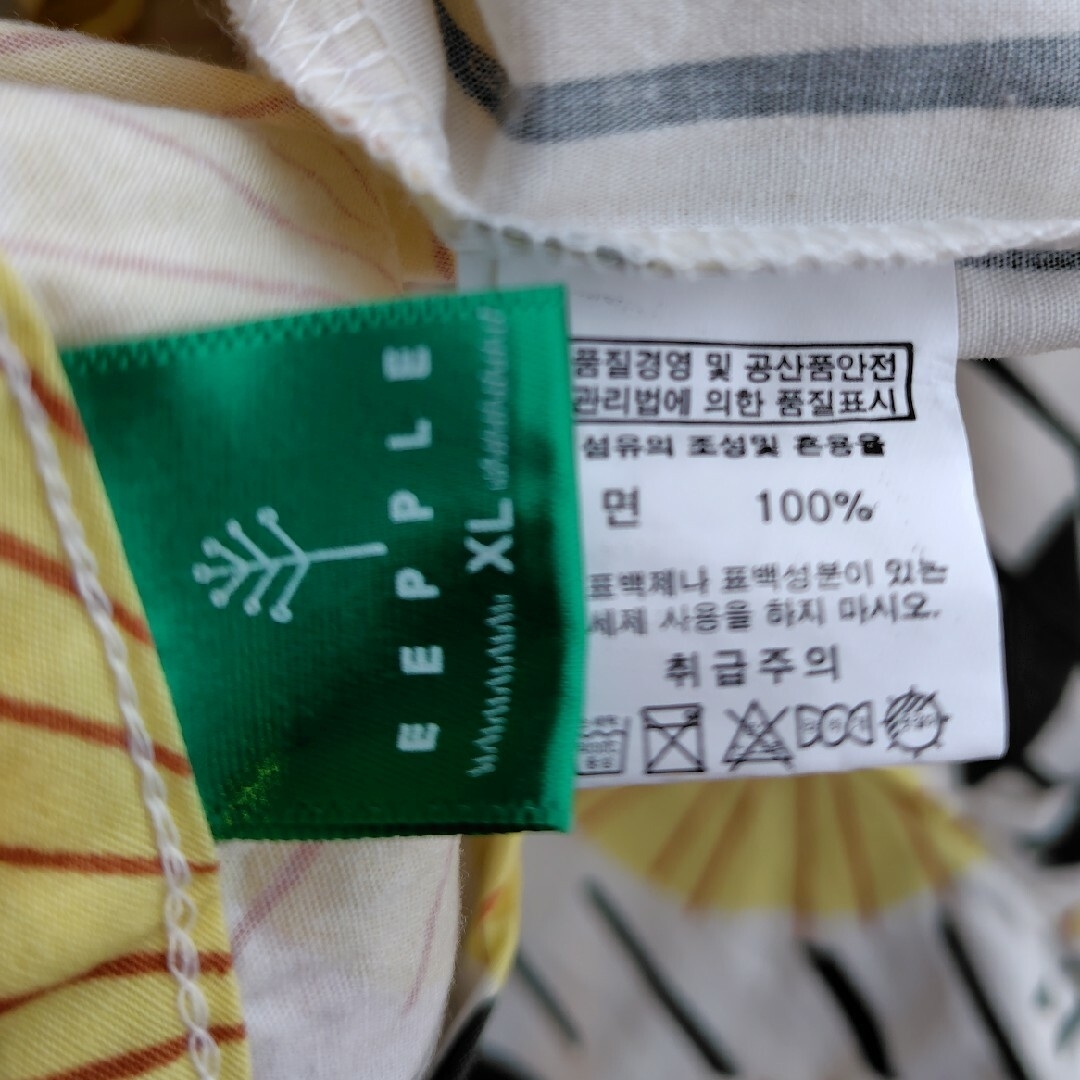 EEPPLE
XL
품질경영 및 공산품안전
관리법에 의한 품질표시
섬유의 조성및 혼용율
면 100%
표백제나 표백성분이 있는
세제 사용을 하지 마시오.
취급주의